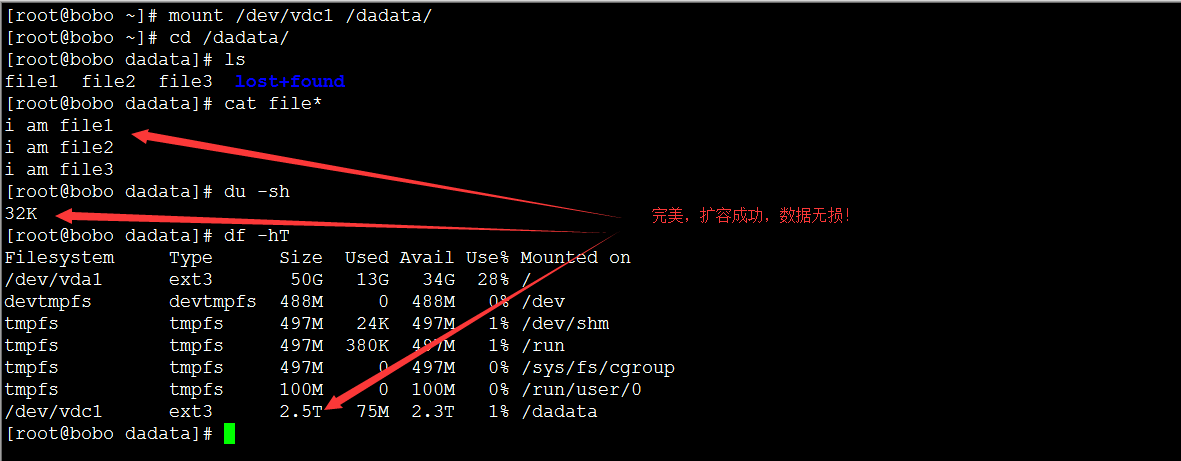 [root@bobo ~]# mount /dev/vdc1 /dadata/
[root@bobo ~]# cd /dadata/
[root@bobo dadata]# ls
file1  file2  file3  lost+found
[root@bobo dadata]# cat file*
i am file1
i am file2
i am file3
[root@bobo dadata]# du -sh
32K
完美，扩容成功，数据无损!
[root@bobo dadata]# df -hT
Filesystem     Type      Size  Used Avail Use% Mounted on
/dev/vda1      ext3       50G   13G   34G  28% /
devtmpfs       devtmpfs  488M     0  488M   0% /dev
tmpfs          tmpfs     497M   24K  497M   1% /dev/shm
tmpfs          tmpfs     497M  380K  497M   1% /run
tmpfs          tmpfs     497M     0  497M   0% /sys/fs/cgroup
tmpfs          tmpfs     100M     0  100M   0% /run/user/0
/dev/vdc1      ext3      2.5T   75M  2.3T   1% /dadata
[root@bobo dadata]#